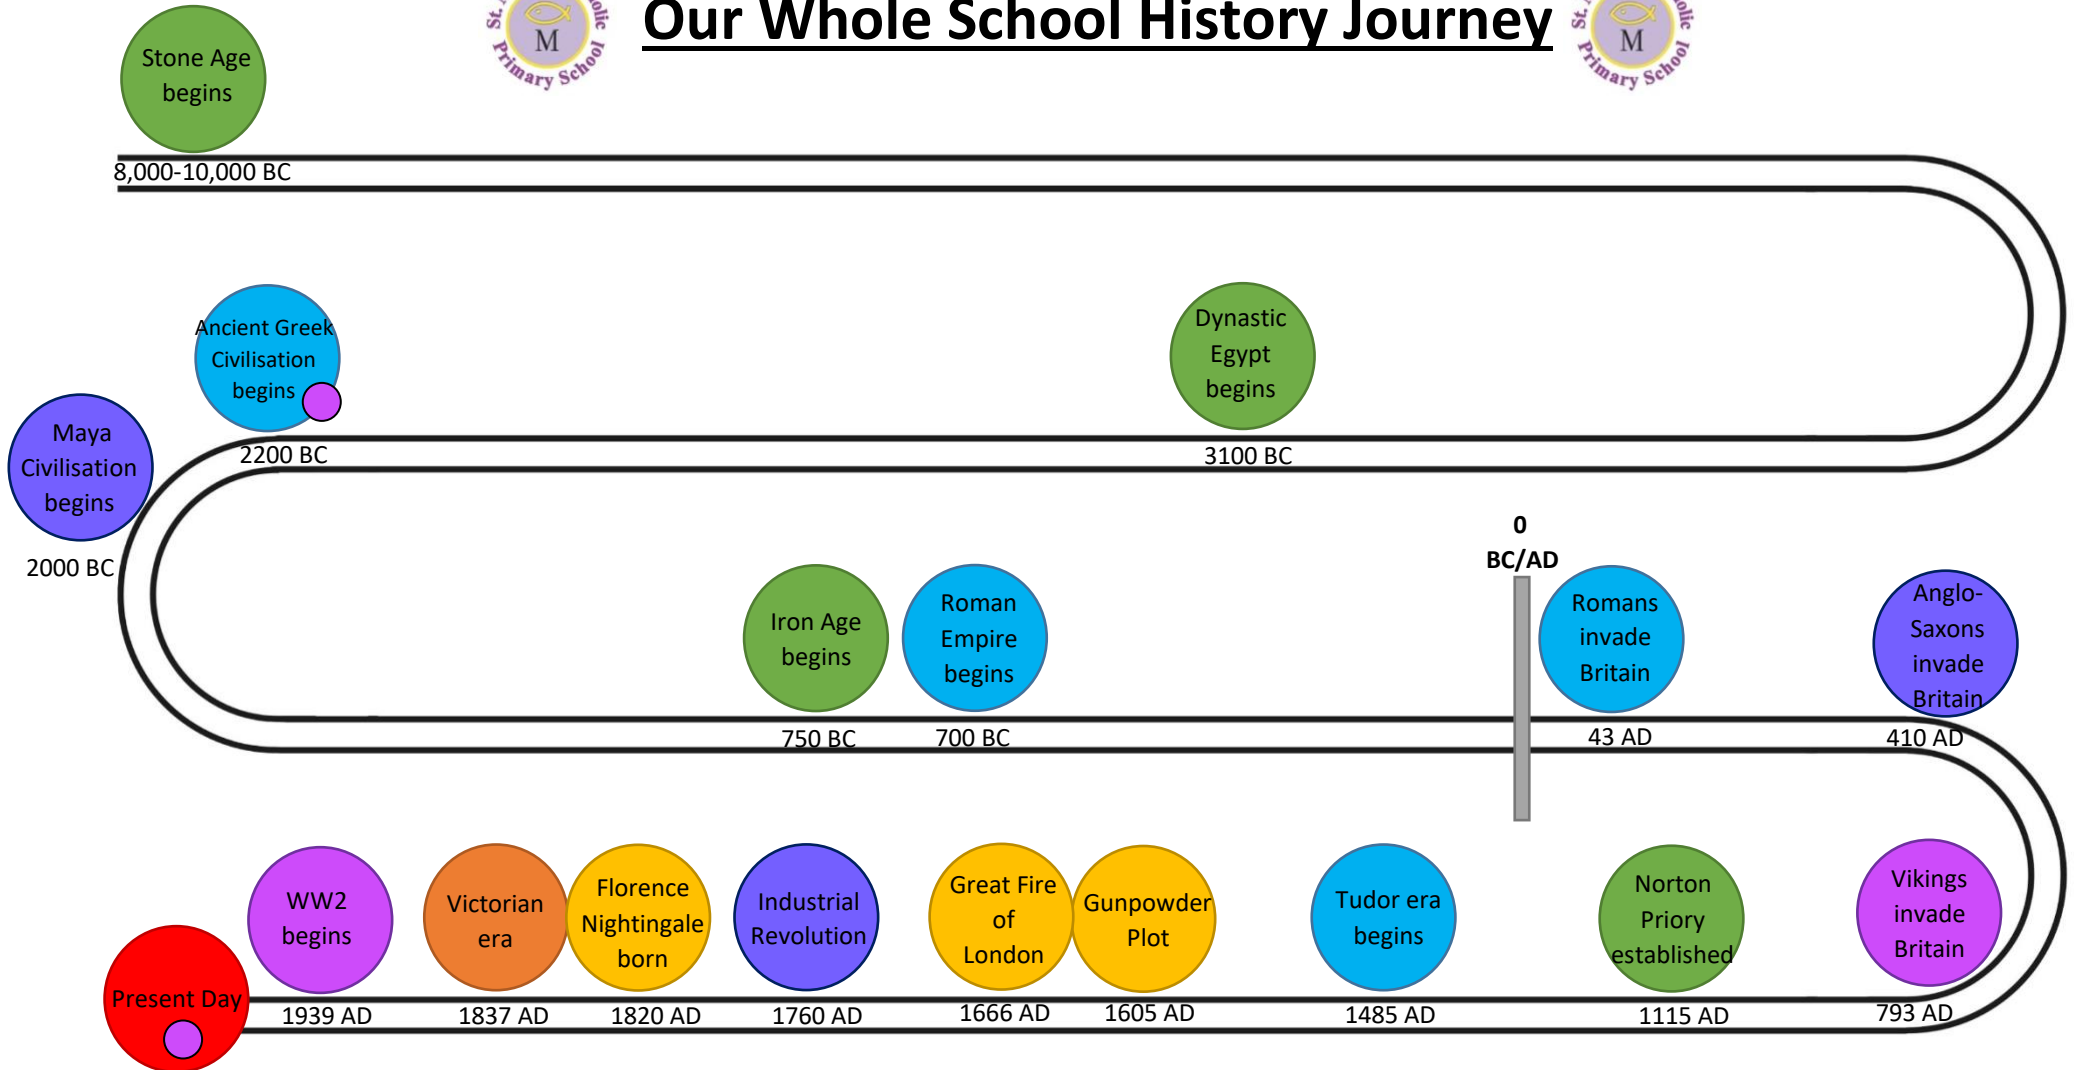 Our Whole School History Journey
St.
olic
M
Primary School
St.
olic
M
Primary School
Stone Age
begins
8,000-10,000 BC
Dynastic
Egypt
begins
3100 BC
Ancient Greek
Civilisation
begins
2200 BC
Maya
Civilisation
begins
2000 BC
Iron Age
begins
750 BC
Roman
Empire
begins
700 BC
0
BC/AD
Romans
invade
Britain
43 AD
Anglo-
Saxons
invade
Britain
410 AD
Vikings
invade
Britain
793 AD
Norton
Priory
established
1115 AD
Tudor era
begins
1485 AD
Gunpowder
Plot
1605 AD
Great Fire
of
London
1666 AD
Industrial
Revolution
1760 AD
Florence
Nightingale
born
1820 AD
Victorian
era
1837 AD
WW2
begins
1939 AD
Present Day